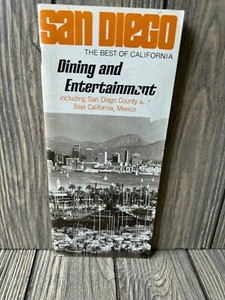 SAN DIEGO
THE BEST OF CALIFORNIA
Dining and
Entertainment
including San Diego County &
Baja California, Mexico